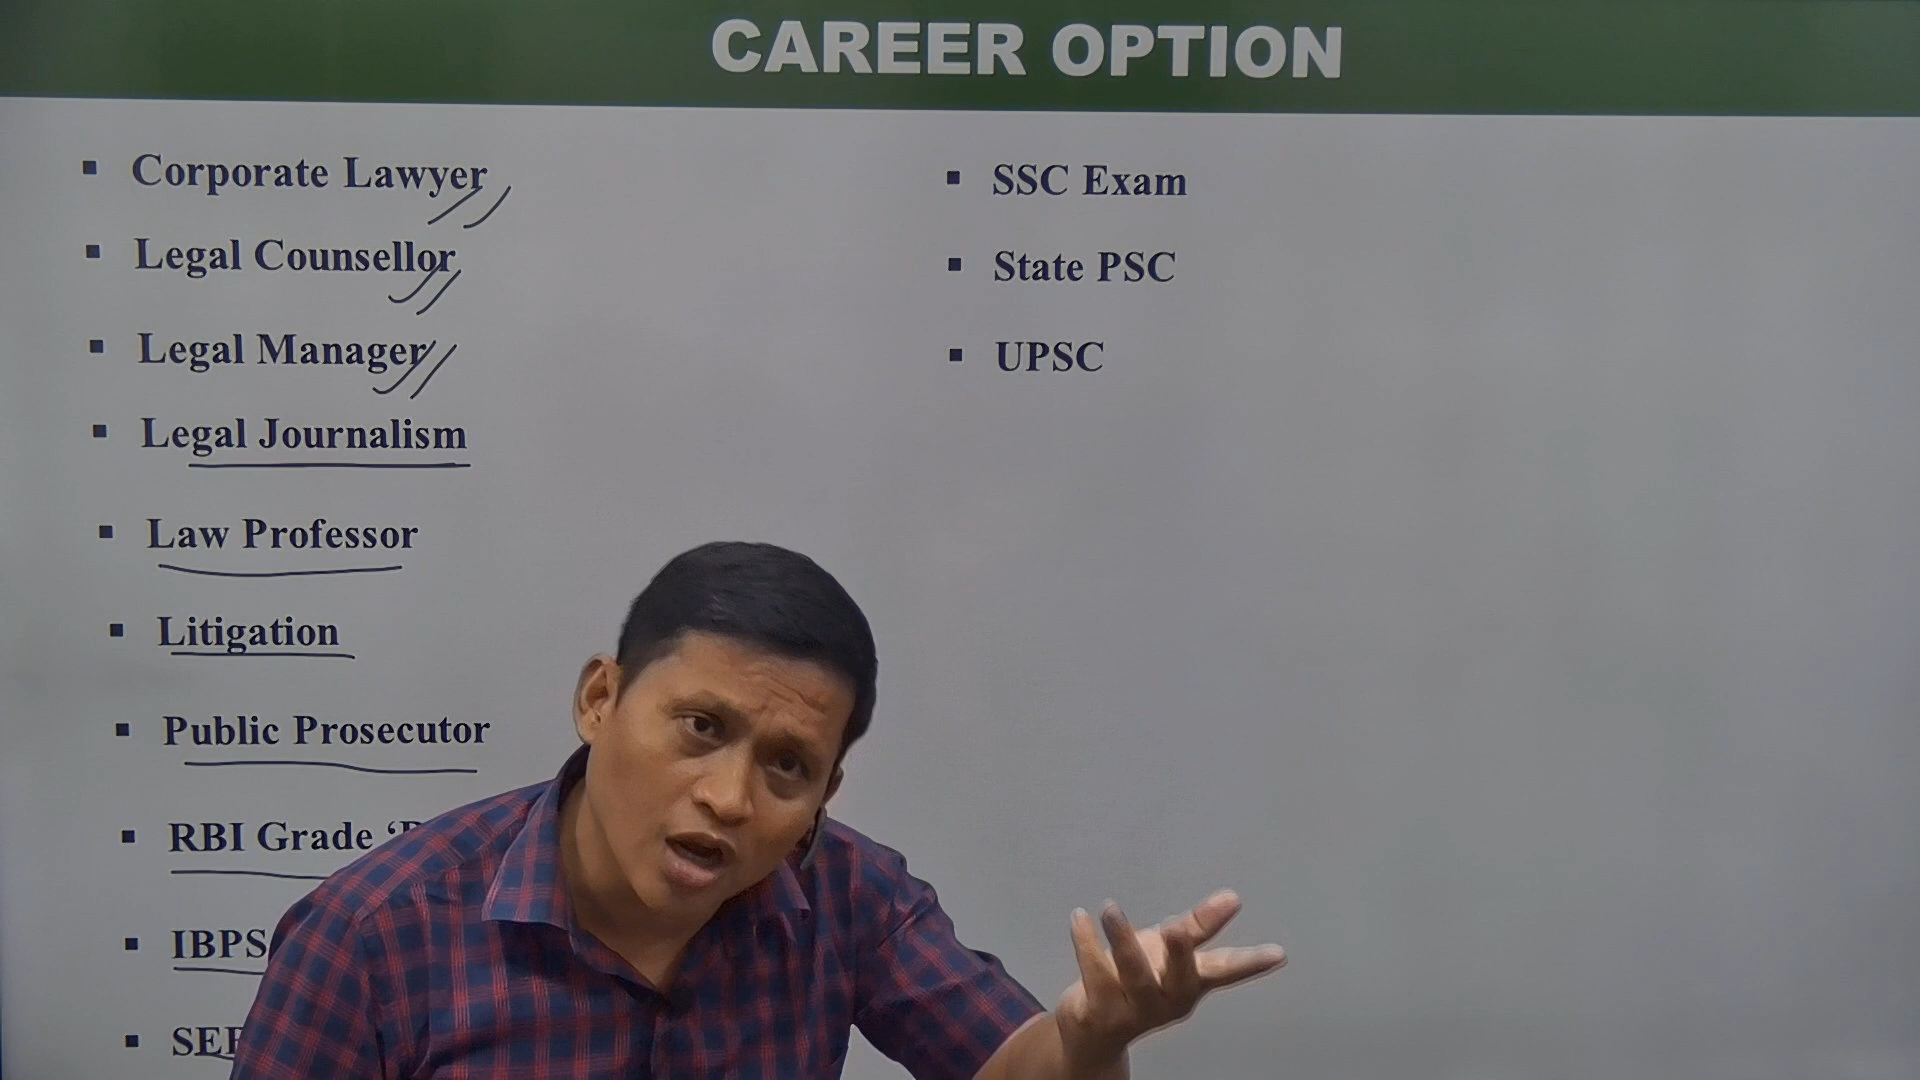 CAREER OPTION
▪ Corporate Lawyer
▪ Legal Counsellor
▪ Legal Manager
▪ Legal Journalism
▪ Law Professor
▪ Litigation
▪ Public Prosecutor
▪ RBI Grade
▪ IBPS
▪ SSC Exam
▪ State PSC
▪ UPSC